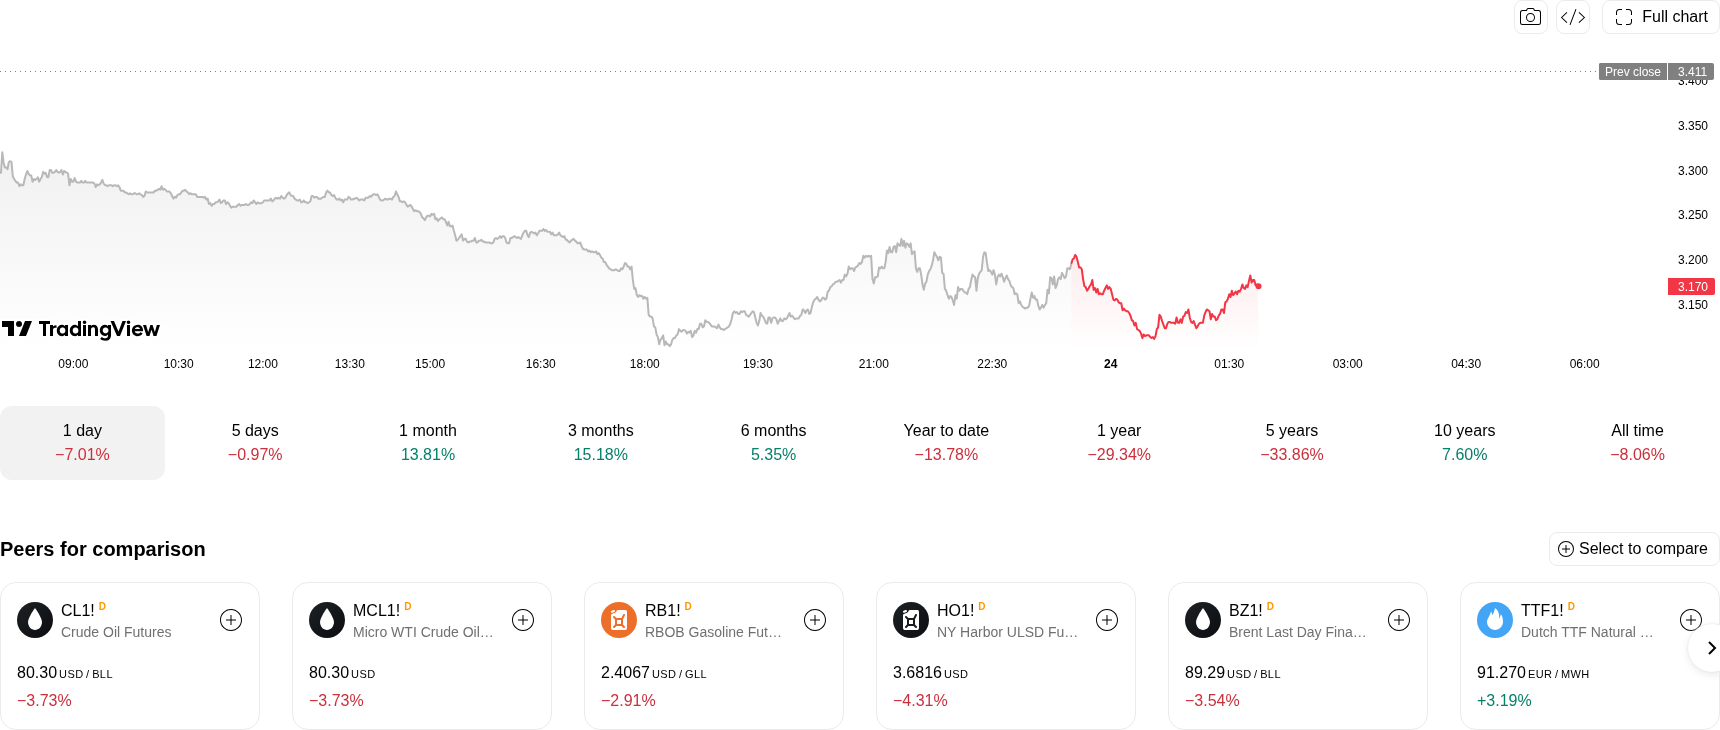 Full chart
Prev close 3.411
3.400
3.350
3.300
3.250
3.200
3.170
3.150
TradingView
09:00 10:30 12:00 13:30 15:00 16:30 18:00 19:30 21:00 22:30 24 01:30 03:00 04:30 06:00
1 day 5 days 1 month 3 months 6 months Year to date 1 year 5 years 10 years All time
−7.01% −0.97% 13.81% 15.18% 5.35% −13.78% −29.34% −33.86% 7.60% −8.06%
Peers for comparison
Select to compare
CL1! D
Crude Oil Futures
80.30 USD / BLL
−3.73%
MCL1! D
Micro WTI Crude Oil…
80.30 USD
−3.73%
RB1! D
RBOB Gasoline Fut…
2.4067 USD / GLL
−2.91%
HO1! D
NY Harbor ULSD Fu…
3.6816 USD
−4.31%
BZ1! D
Brent Last Day Fina…
89.29 USD / BLL
−3.54%
TTF1! D
Dutch TTF Natural …
91.270 EUR / MWH
+3.19%